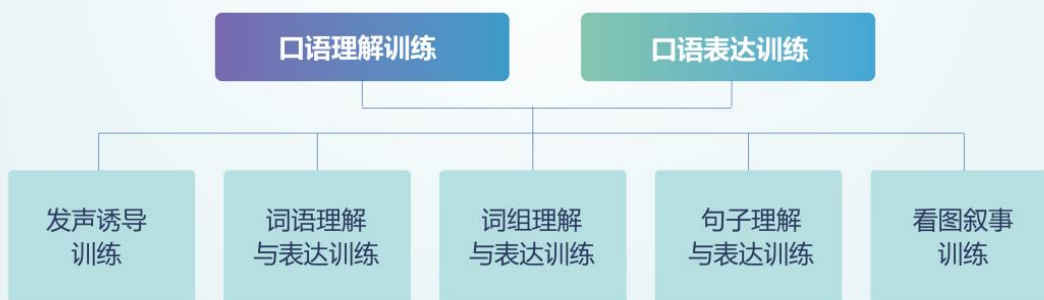 口语理解训练
口语表达训练
发声诱导
训练
词语理解
与表达训练
词组理解
与表达训练
句子理解
与表达训练
看图叙事
训练